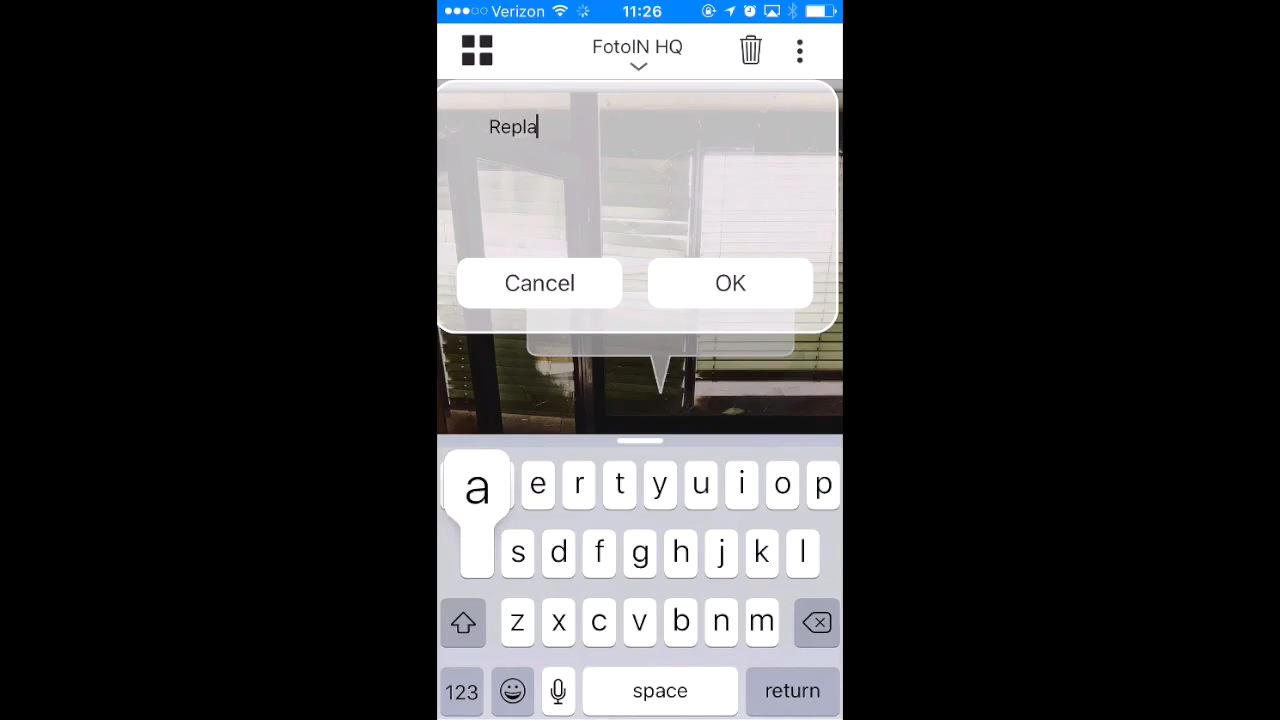 Verizon 11:26
FotoIN HQ
Repla
Cancel OK
a e r t y u i o p
s d f g h j k l
z x c v b n m
123 space return